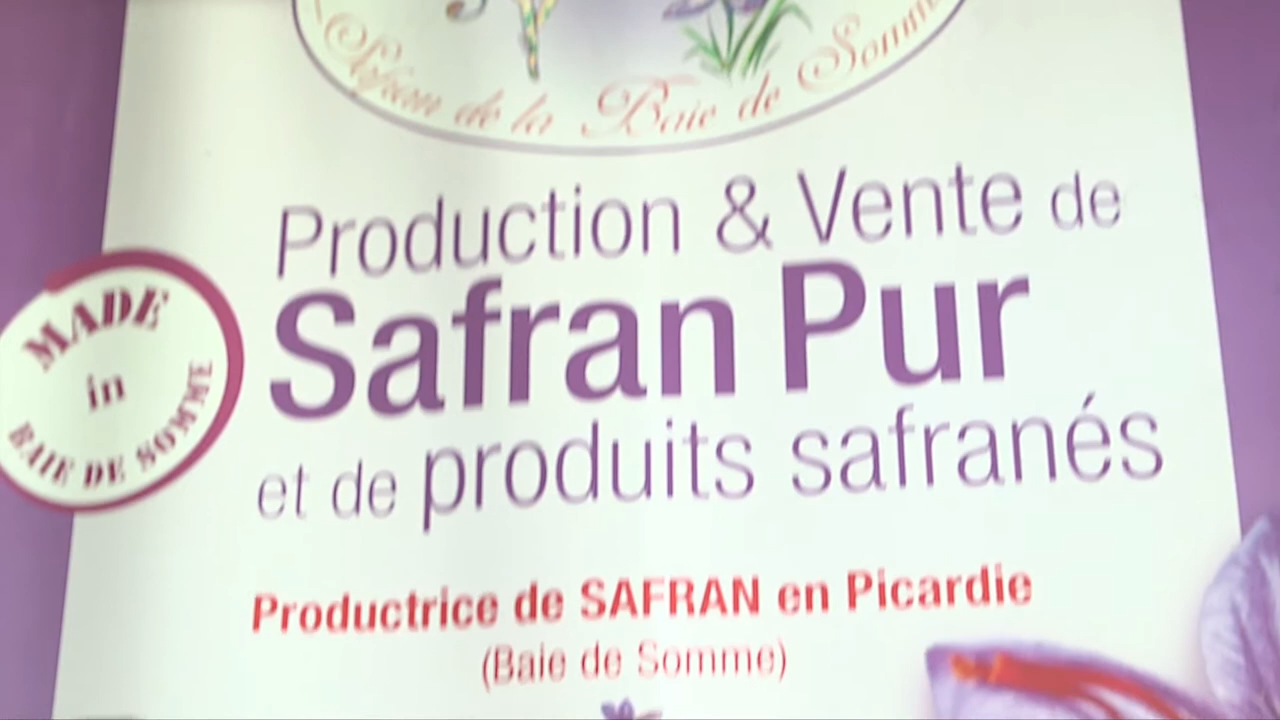 Safran de la Baie de Somme
Production & Vente de
Safran Pur
et de produits safranés
MADE
in
BAIE DE SOMME
Productrice de SAFRAN en Picardie
(Baie de Somme)